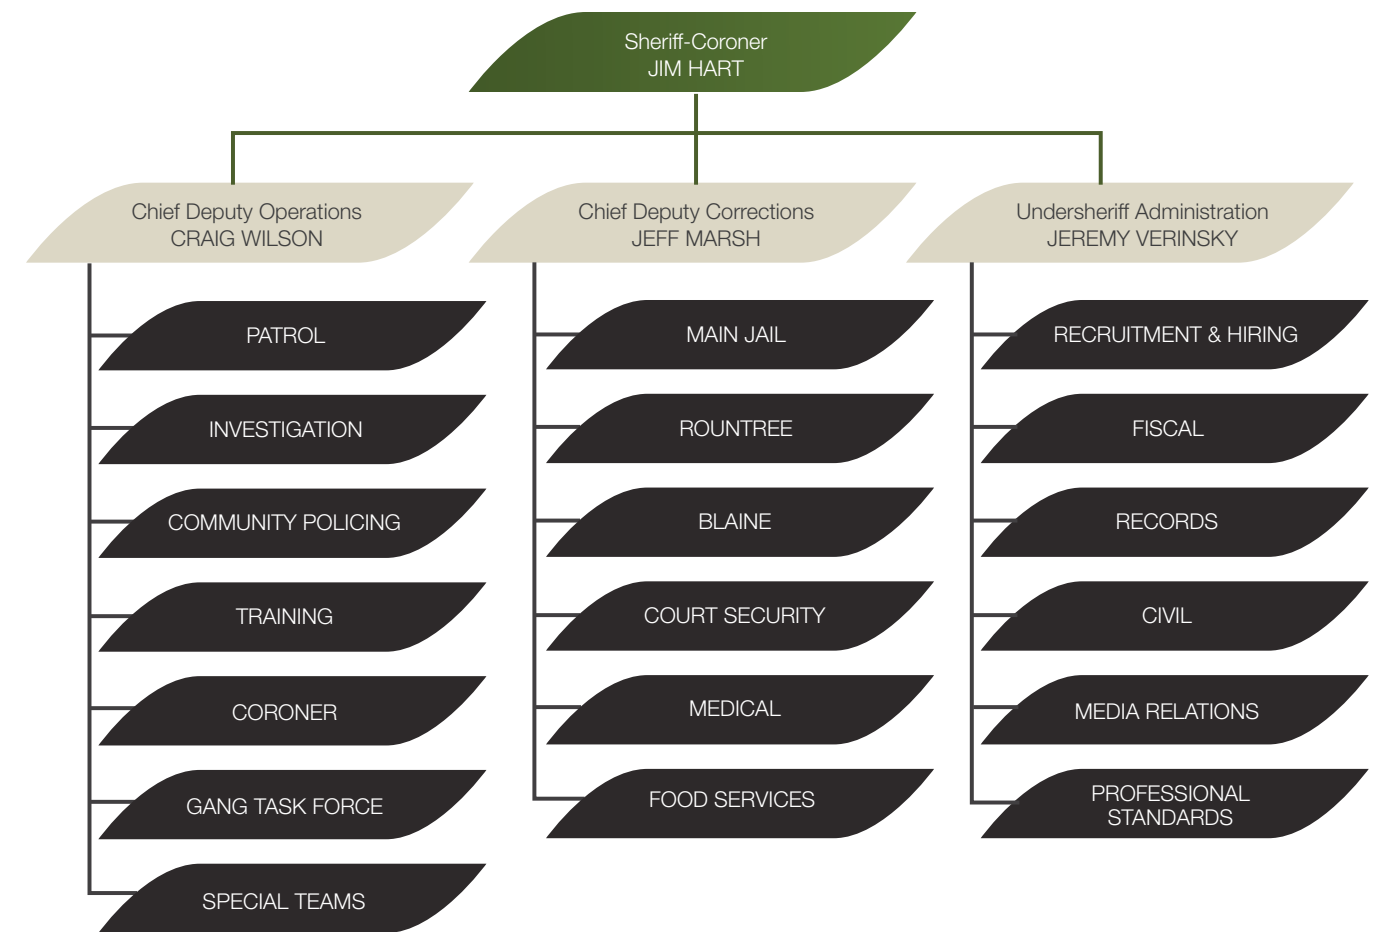 Sheriff-Coroner
JIM HART
Chief Deputy Operations
CRAIG WILSON
Chief Deputy Corrections
JEFF MARSH
Undersheriff Administration
JEREMY VERINSKY
PATROL
INVESTIGATION
COMMUNITY POLICING
TRAINING
CORONER
GANG TASK FORCE
SPECIAL TEAMS
MAIN JAIL
ROUNTREE
BLAINE
COURT SECURITY
MEDICAL
FOOD SERVICES
RECRUITMENT & HIRING
FISCAL
RECORDS
CIVIL
MEDIA RELATIONS
PROFESSIONAL
STANDARDS